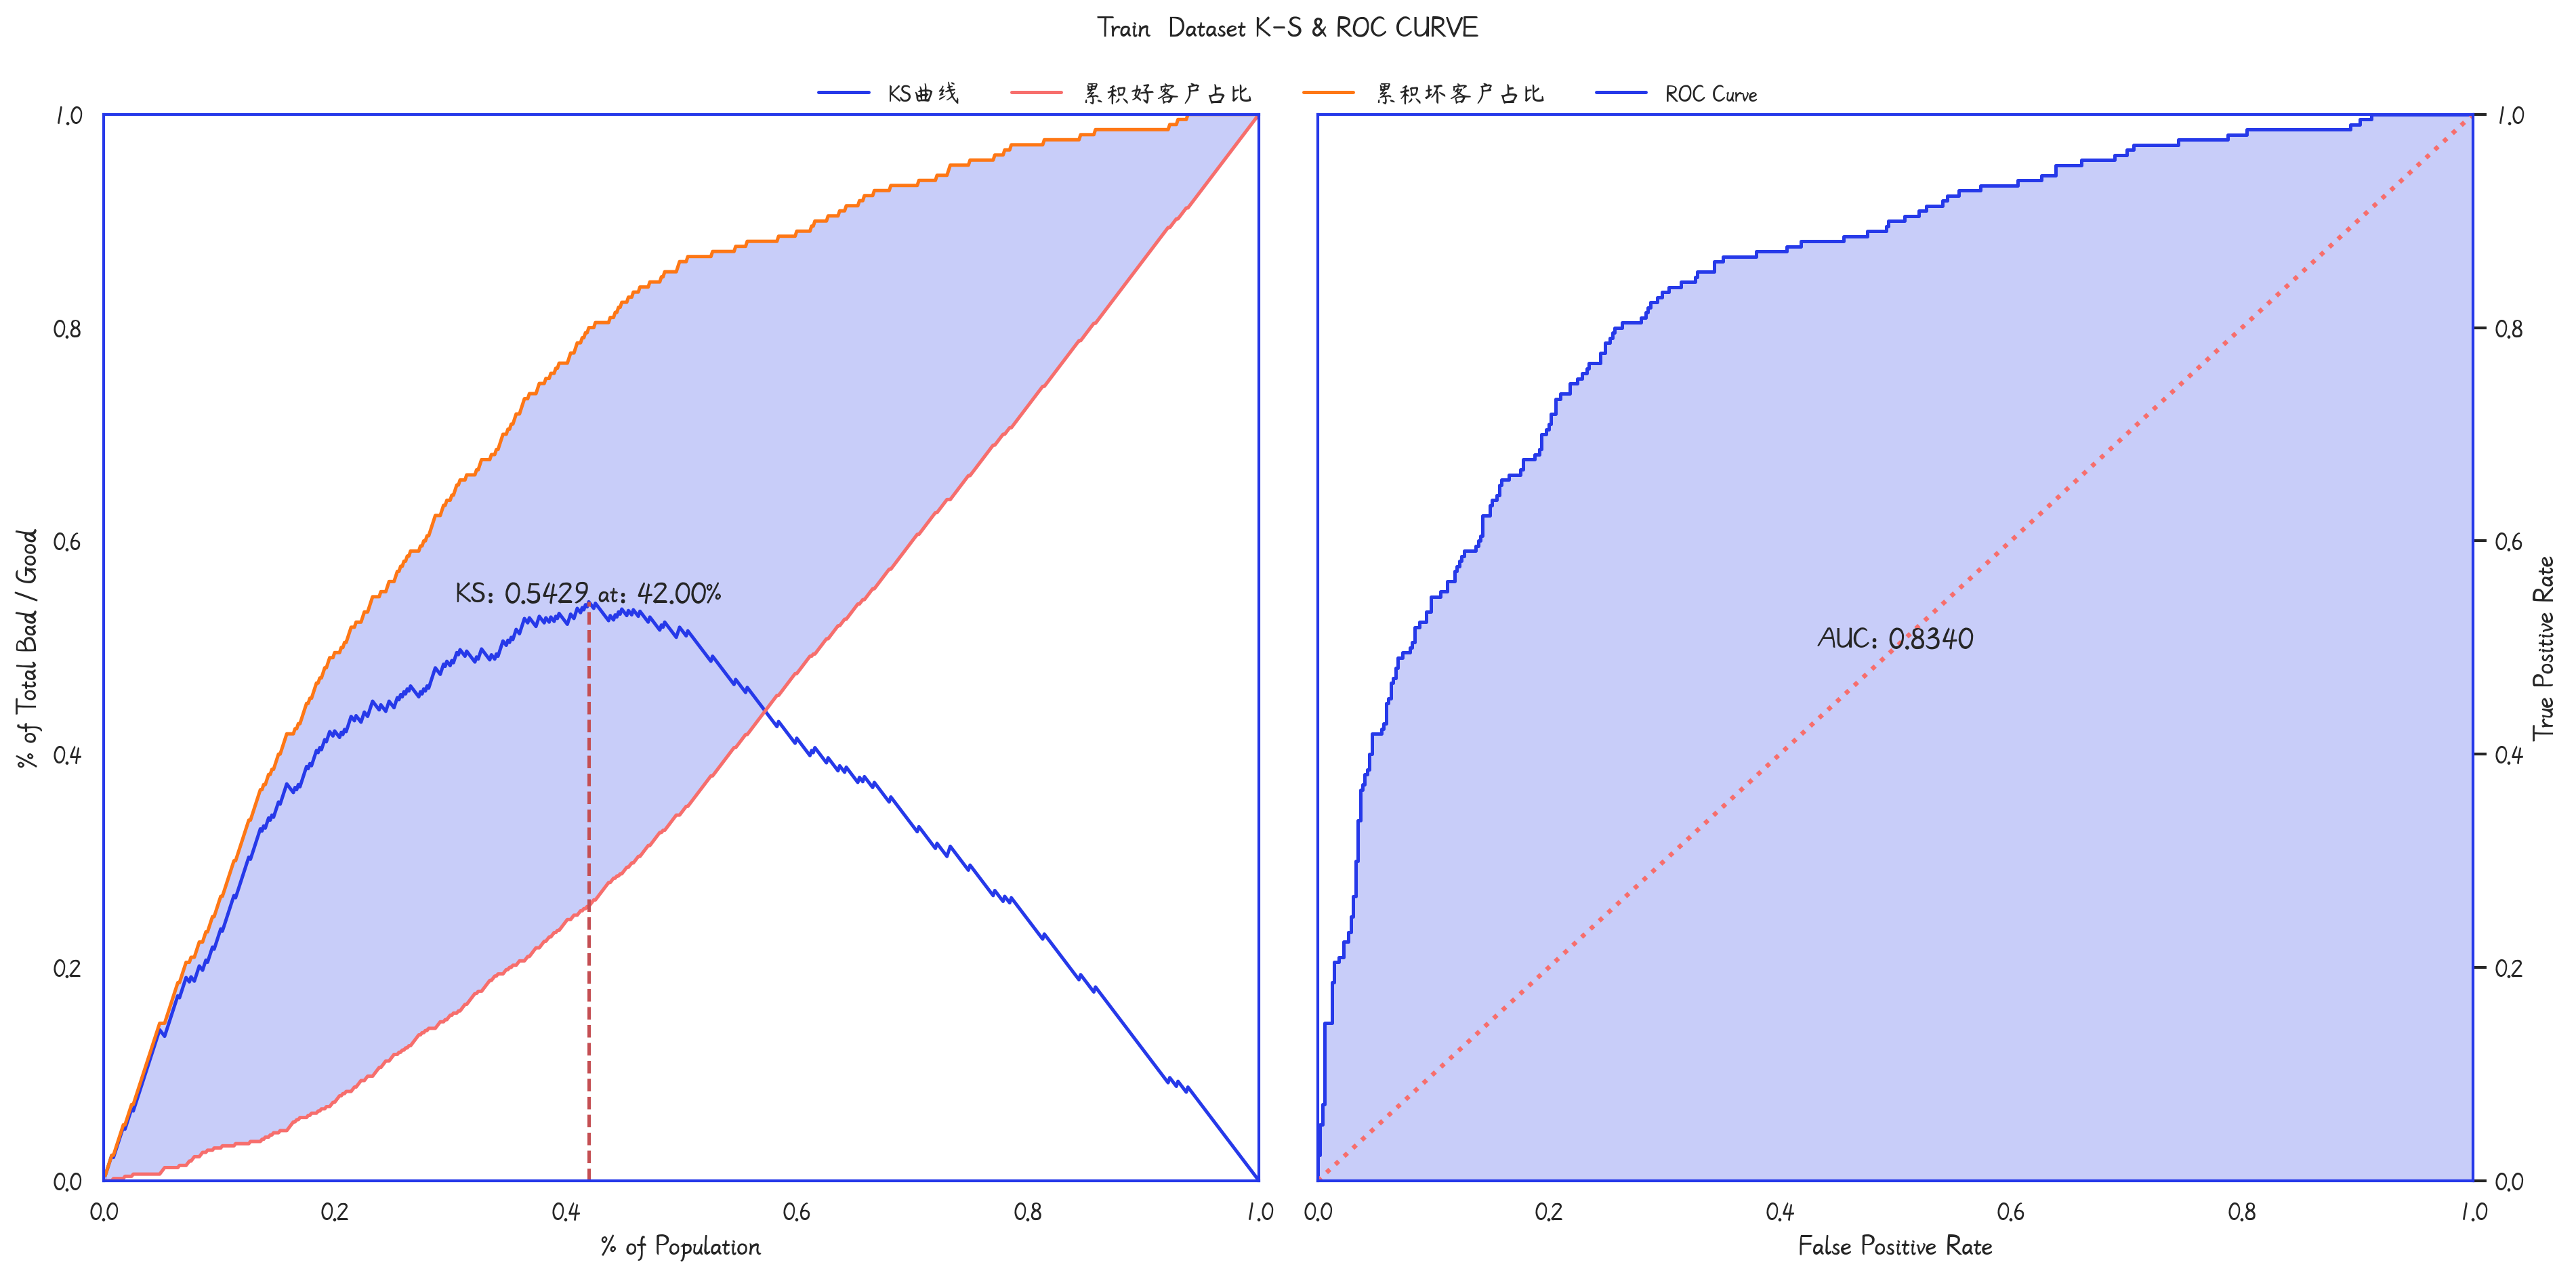 Train  Dataset K-S & ROC CURVE
KS曲线 累积好客户占比 累积坏客户占比 ROC Curve
1.0
0.8
0.6
0.4
0.2
0.0
% of Total Bad / Good
KS: 0.5429 at: 42.00%
0.0 0.2 0.4 0.6 0.8 1.0
% of Population
AUC: 0.8340
1.0
0.8
0.6
0.4
0.2
0.0
True Positive Rate
0.0 0.2 0.4 0.6 0.8 1.0
False Positive Rate